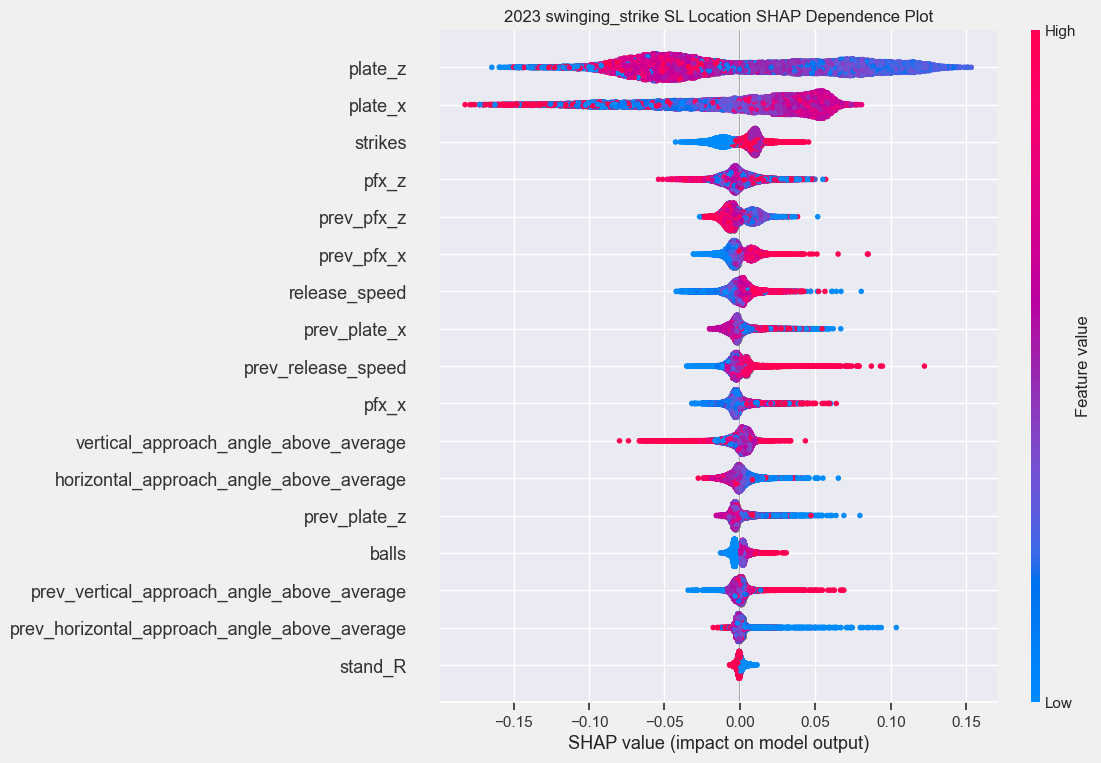 2023 swinging_strike SL Location SHAP Dependence Plot
High
plate_z
plate_x
strikes
pfx_z
prev_pfx_z
prev_pfx_x
release_speed
prev_plate_x
prev_release_speed
pfx_x
vertical_approach_angle_above_average
horizontal_approach_angle_above_average
prev_plate_z
balls
prev_vertical_approach_angle_above_average
prev_horizontal_approach_angle_above_average
stand_R
Feature value
Low
−0.15 −0.10 −0.05 0.00 0.05 0.10 0.15
SHAP value (impact on model output)